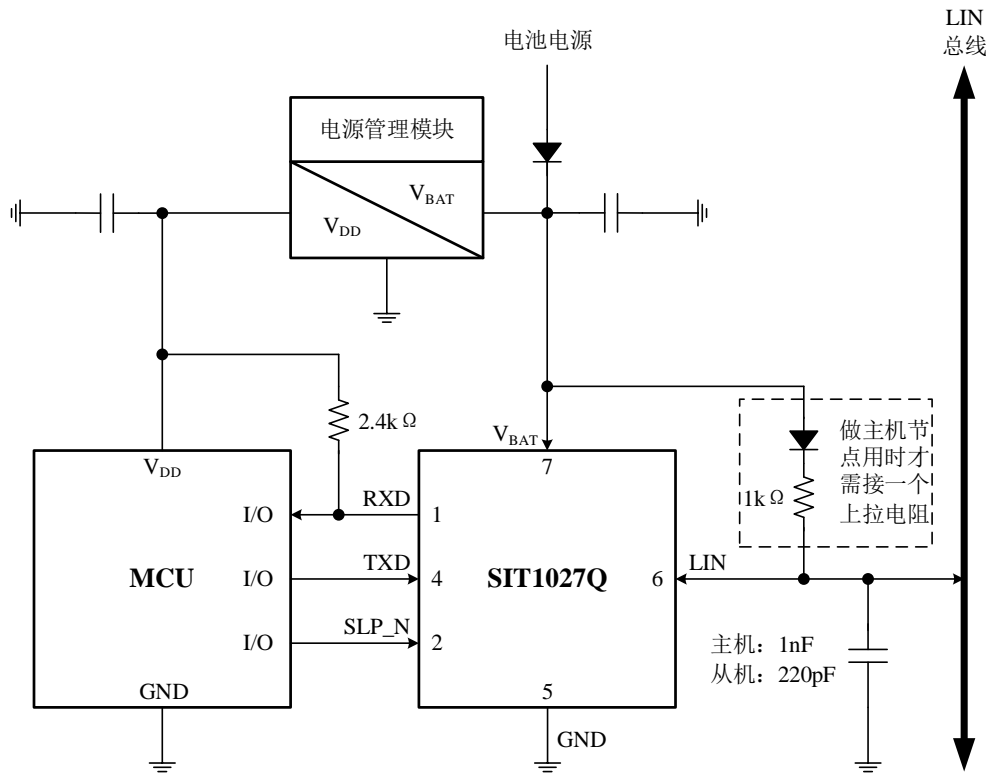 LIN
总线
电池电源
电源管理模块
VBAT
VDD
2.4kΩ
VBAT
7
做主机节
点用时才
需接一个
上拉电阻
1kΩ
VDD
I/O
RXD
1
MCU
I/O
TXD
4
SIT1027Q
6
LIN
I/O
SLP_N
2
主机：1nF
从机：220pF
GND
5
GND